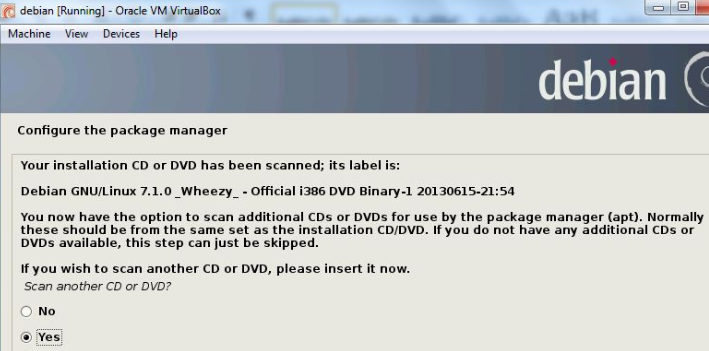 debian [Running] - Oracle VM VirtualBox
Machine View Devices Help
debian
Configure the package manager
Your installation CD or DVD has been scanned; its label is:
Debian GNU/Linux 7.1.0 _Wheezy_ - Official i386 DVD Binary-1 20130615-21:54
You now have the option to scan additional CDs or DVDs for use by the package manager (apt). Normally
these should be from the same set as the installation CD/DVD. If you do not have any additional CDs or
DVDs available, this step can just be skipped.
If you wish to scan another CD or DVD, please insert it now.
Scan another CD or DVD?
No
Yes